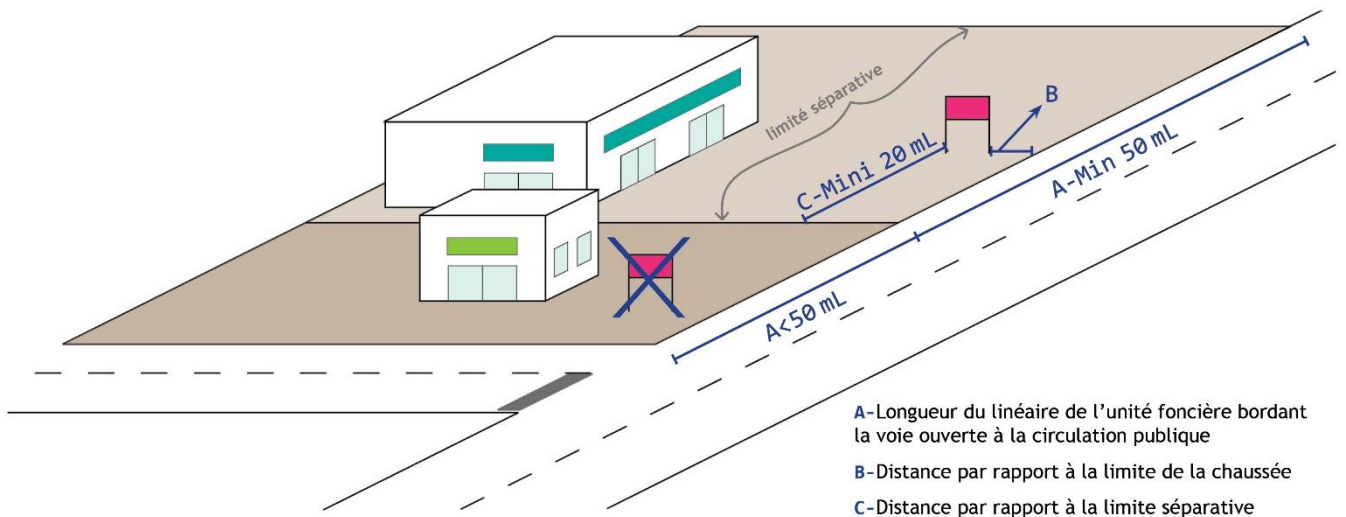 limité séparative
B
C-Mini 20 mL
A-Min 50 mL
A<50 mL
A-Longueur du linéaire de l'unité foncière bordant
la voie ouverte à la circulation publique
B-Distance par rapport à la limite de la chaussée
C-Distance par rapport à la limite séparative